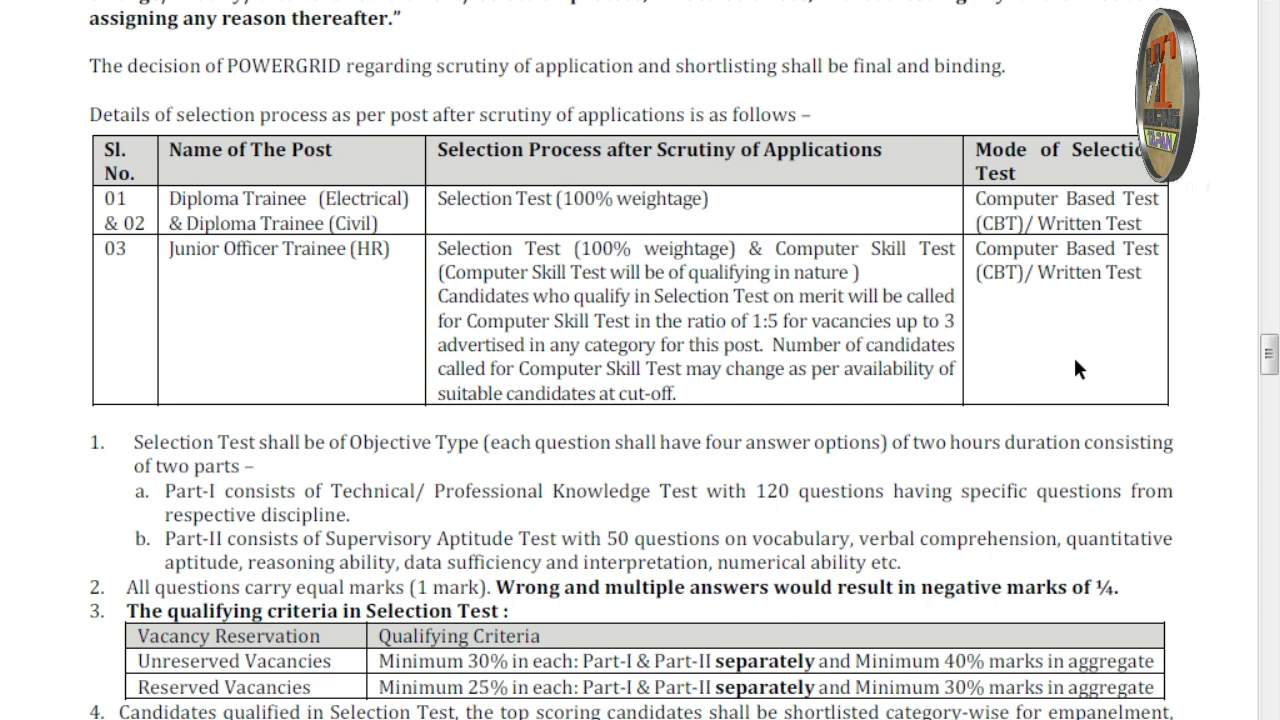 assigning any reason thereafter.”
The decision of POWERGRID regarding scrutiny of application and shortlisting shall be final and binding.
Details of selection process as per post after scrutiny of applications is as follows –
Sl. No. Name of The Post Selection Process after Scrutiny of Applications Mode of Selection Test
01 & 02 Diploma Trainee (Electrical) & Diploma Trainee (Civil) Selection Test (100% weightage) Computer Based Test (CBT)/ Written Test
03 Junior Officer Trainee (HR) Selection Test (100% weightage) & Computer Skill Test Computer Based Test
(Computer Skill Test will be of qualifying in nature ) (CBT)/ Written Test
Candidates who qualify in Selection Test on merit will be called
for Computer Skill Test in the ratio of 1:5 for vacancies up to 3
advertised in any category for this post. Number of candidates
called for Computer Skill Test may change as per availability of
suitable candidates at cut-off.
1. Selection Test shall be of Objective Type (each question shall have four answer options) of two hours duration consisting
of two parts –
a. Part-I consists of Technical/ Professional Knowledge Test with 120 questions having specific questions from
respective discipline.
b. Part-II consists of Supervisory Aptitude Test with 50 questions on vocabulary, verbal comprehension, quantitative
aptitude, reasoning ability, data sufficiency and interpretation, numerical ability etc.
2. All questions carry equal marks (1 mark). Wrong and multiple answers would result in negative marks of ¼.
3. The qualifying criteria in Selection Test :
Vacancy Reservation Qualifying Criteria
Unreserved Vacancies Minimum 30% in each: Part-I & Part-II separately and Minimum 40% marks in aggregate
Reserved Vacancies Minimum 25% in each: Part-I & Part-II separately and Minimum 30% marks in aggregate
4. Candidates qualified in Selection Test, the top scoring candidates shall be shortlisted category-wise for empanelment,